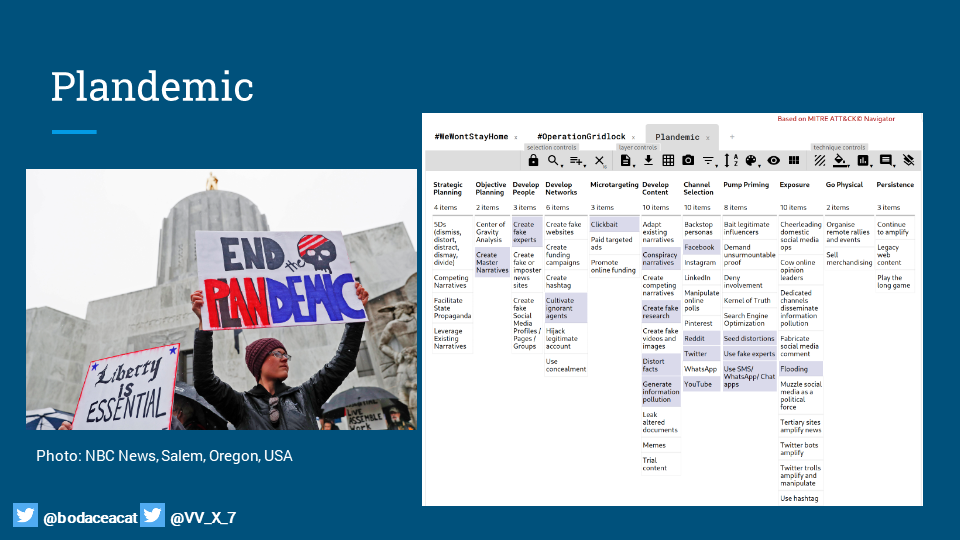 Plandemic
END
the
PLANDEMIC
Liberty
IS
ESSENTIAL
LIVE
Photo: NBC News, Salem, Oregon, USA
@bodaceacat @VV_X_7
Based on MITRE ATT&CK® Navigator
#WeWontStayHome x #OperationGridlock x Plandemic x +
selection controls layer controls technique controls
Strategic Planning
4 items
5Ds
(dismiss,
distort,
distract,
dismay,
divide)
Competing
Narratives
Facilitate
State
Propaganda
Leverage
Existing
Narratives
Objective Planning
2 items
Center of
Gravity
Analysis
Create
Master
Narratives
Develop People
3 items
Create
fake
experts
Create
fake or
imposter
news
sites
Create
fake
Social
Media
Profiles /
Pages /
Groups
Develop Networks
6 items
Create fake
websites
Create
funding
campaigns
Create
hashtag
Cultivate
ignorant
agents
Hijack
legitimate
account
Use
concealment
Microtargeting
3 items
Clickbait
Paid targeted
ads
Promote
online funding
Develop Content
10 items
Adapt
existing
narratives
Conspiracy
narratives
Create
competing
narratives
Create fake
research
Create fake
videos and
images
Distort
facts
Generate
information
pollution
Leak
altered
documents
Memes
Trial
content
Channel Selection
10 items
Backstop
personas
Facebook
Instagram
LinkedIn
Manipulate
online
polls
Pinterest
Reddit
Twitter
WhatsApp
YouTube
Pump Priming
8 items
Bait legitimate
influencers
Demand
unsurmountable
proof
Deny
involvement
Kernel of Truth
Search Engine
Optimization
Seed distortions
Use fake experts
Use SMS/
WhatsApp/ Chat
apps
Exposure
10 items
Cheerleading
domestic
social media
ops
Cow online
opinion
leaders
Dedicated
channels
disseminate
information
pollution
Fabricate
social media
comment
Flooding
Muzzle social
media as a
political
force
Tertiary sites
amplify news
Twitter bots
amplify
Twitter trolls
amplify and
manipulate
Use hashtag
Go Physical
2 items
Organise
remote rallies
and events
Sell
merchandising
Persistence
3 items
Continue
to amplify
Legacy
web
content
Play the
long game